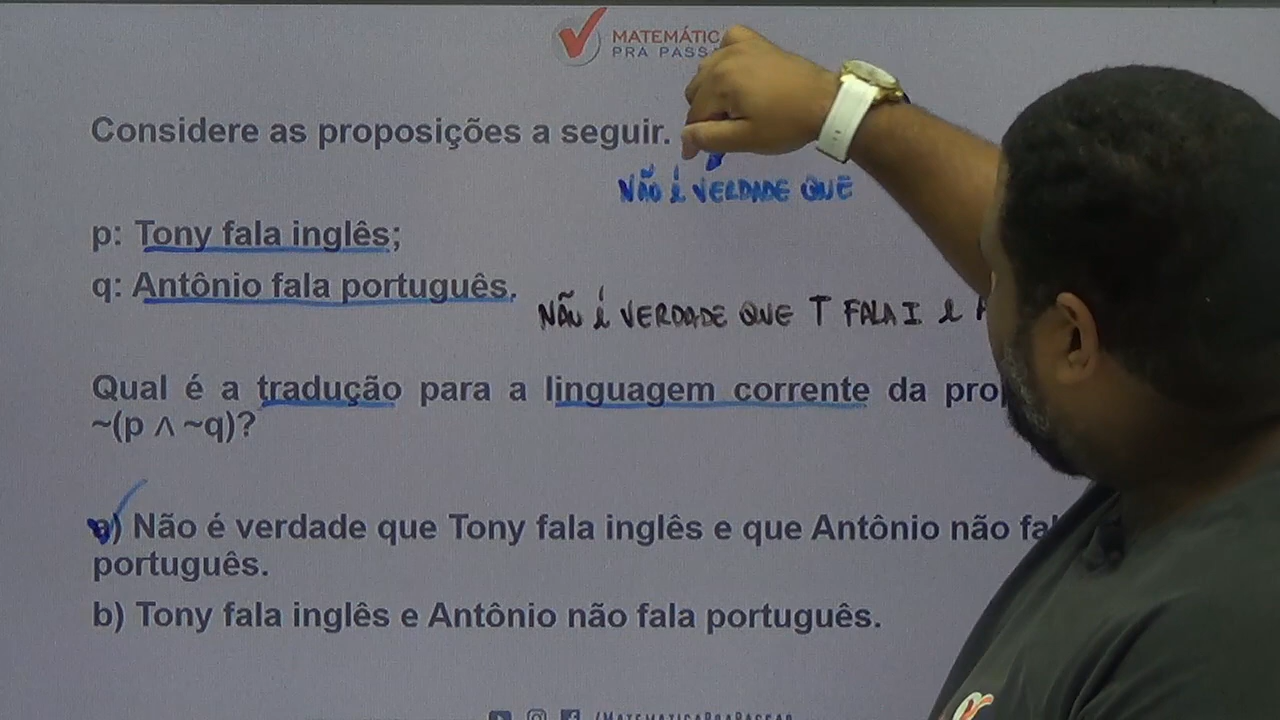 MATEMÁTIC
PRA PASS
Considere as proposições a seguir.
NÃO É VERDADE QUE
p: Tony fala inglês;
q: Antônio fala português.
NÃO É VERDADE QUE T FALA I E
Qual é a tradução para a linguagem corrente da prop
~(p ∧ ~q)?
a) Não é verdade que Tony fala inglês e que Antônio não fal
português.
b) Tony fala inglês e Antônio não fala português.
/MATEMATICAPRAPASSAR